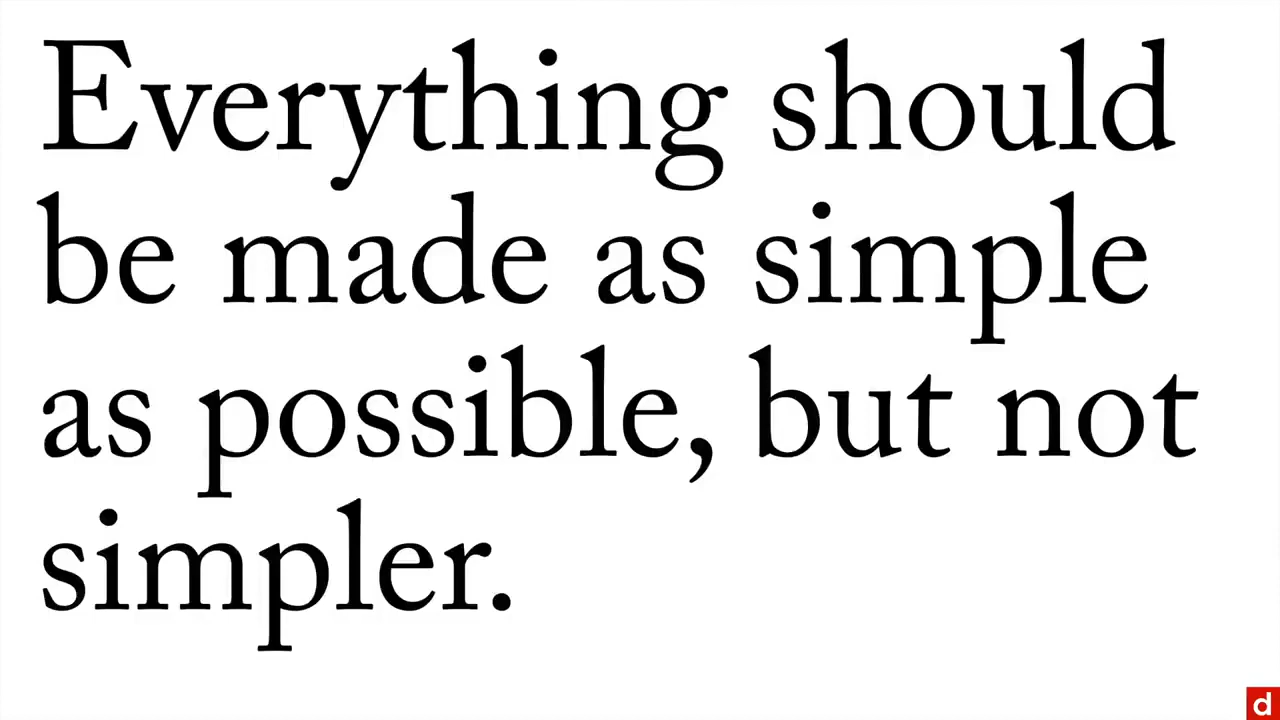 Everything should
be made as simple
as possible, but not
simpler.
d